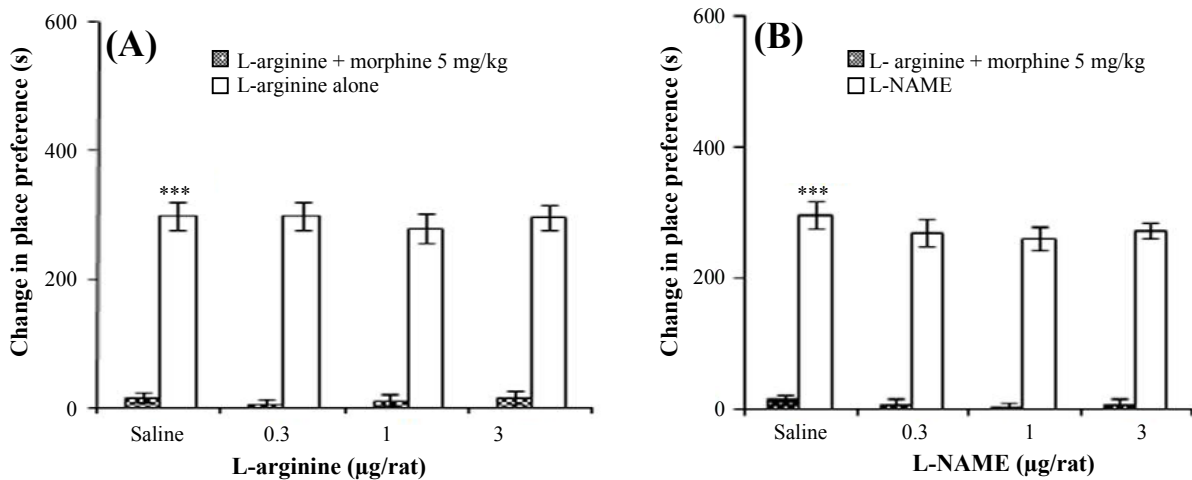 (A)
L-arginine + morphine 5 mg/kg
L-arginine alone
Change in place preference (s)
600
400
200
0
***
Saline 0.3 1 3
L-arginine (µg/rat)
(B)
L- arginine + morphine 5 mg/kg
L-NAME
Change in place preference (s)
600
400
200
0
***
Saline 0.3 1 3
L-NAME (µg/rat)